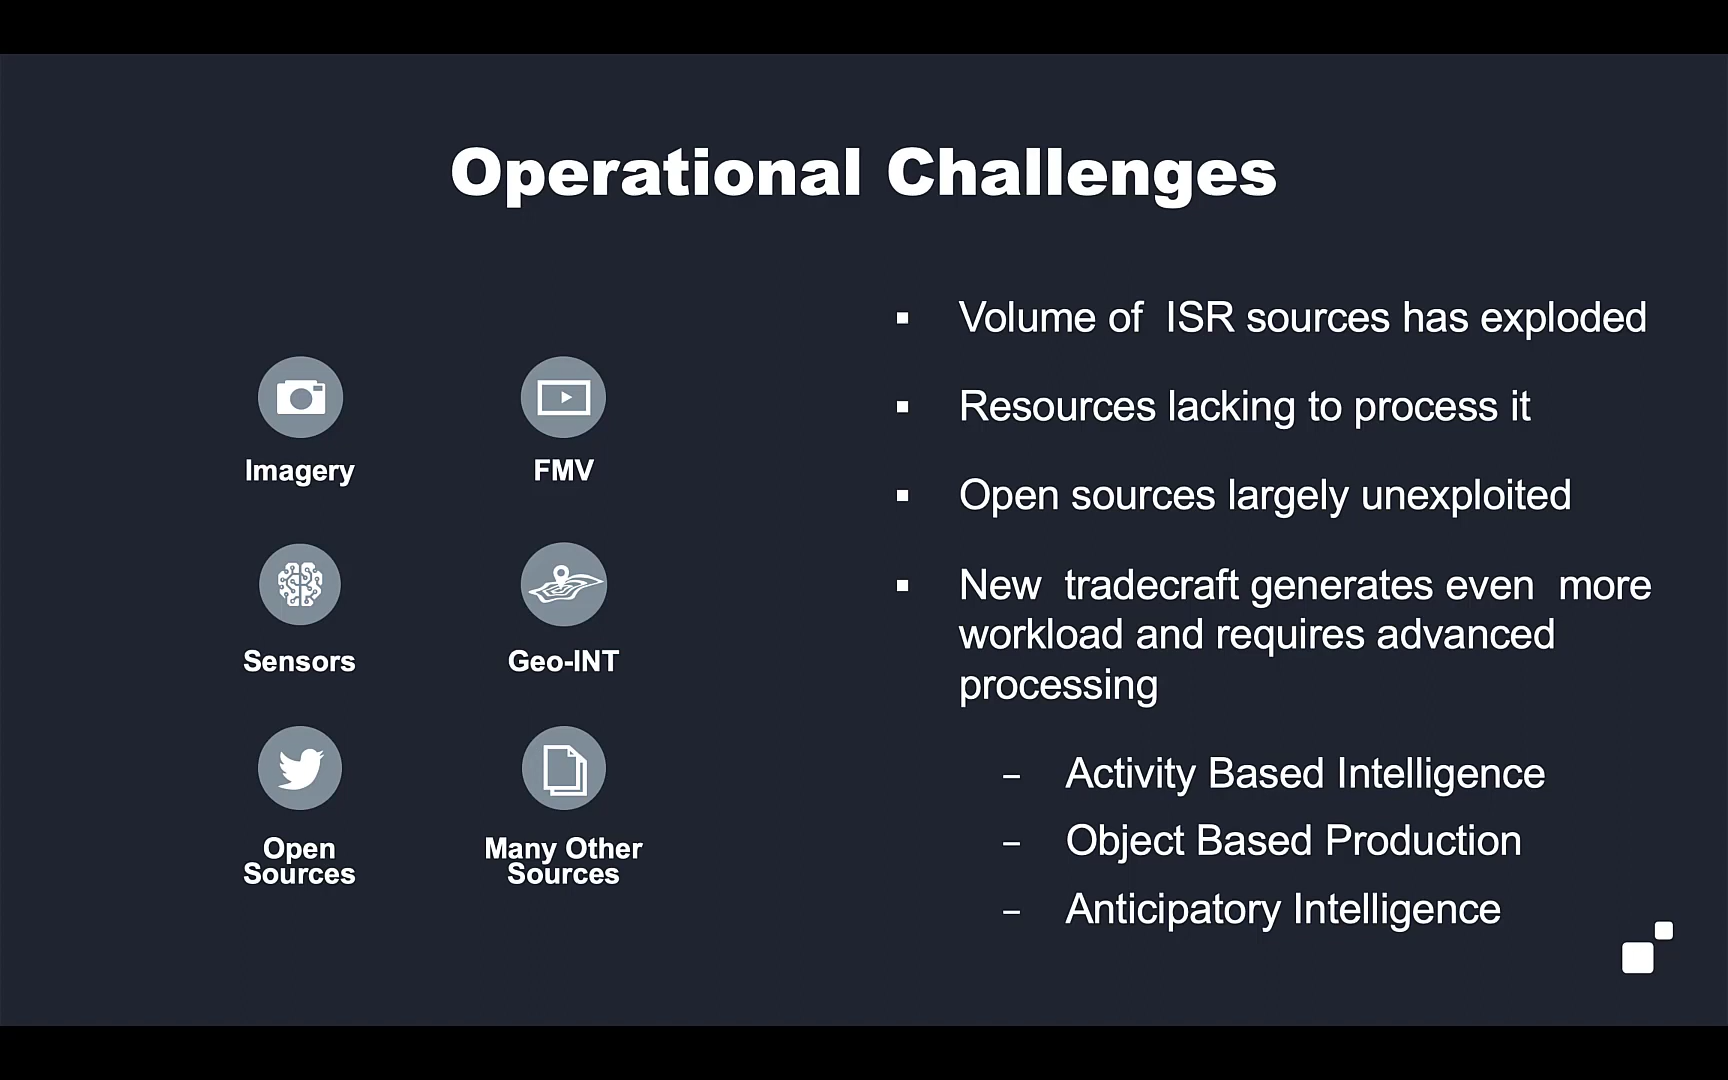 Operational Challenges
Imagery
FMV
Sensors
Geo-INT
Open
Sources
Many Other
Sources
▪ Volume of  ISR sources has exploded
▪ Resources lacking to process it
▪ Open sources largely unexploited
▪ New  tradecraft generates even  more
workload and requires advanced
processing
– Activity Based Intelligence
– Object Based Production
– Anticipatory Intelligence